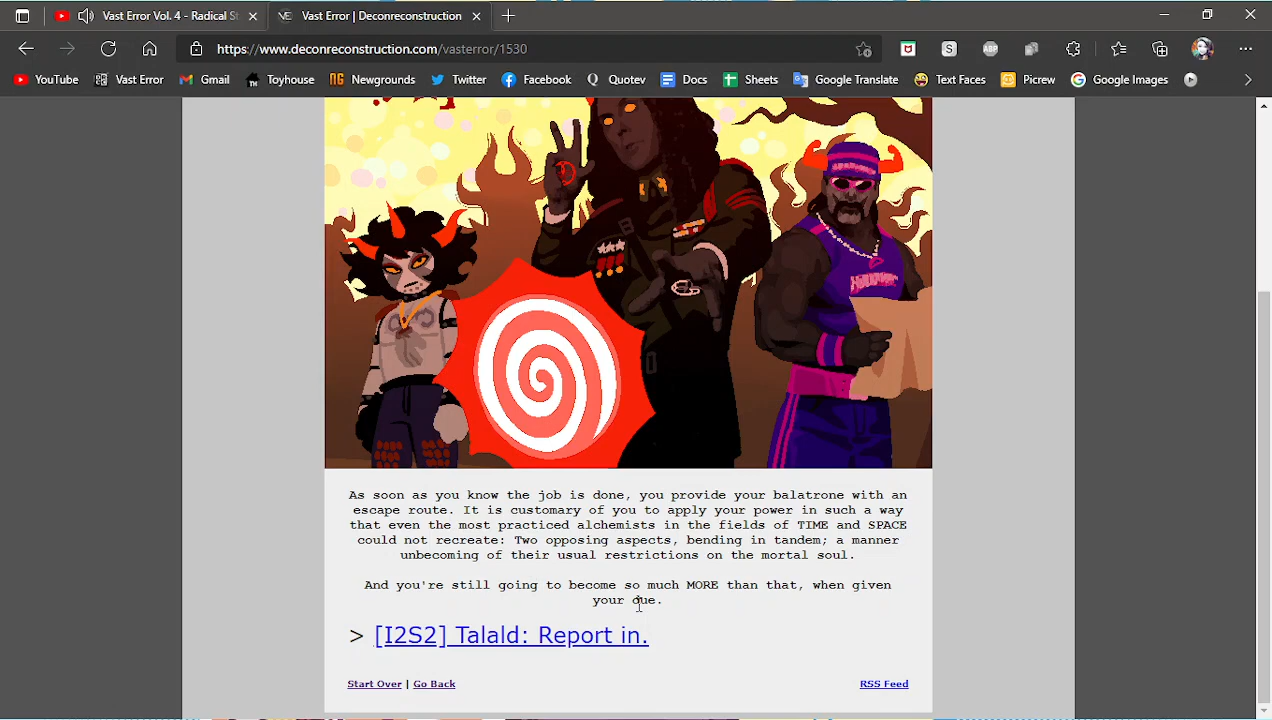 Vast Error Vol. 4 - Radical S
Vast Error | Deconreconstruction
https://www.deconreconstruction.com/vasterror/1530
YouTube Vast Error Gmail Toyhouse Newgrounds Twitter Facebook Quotev Docs Sheets Google Translate Text Faces Picrew Google Images
As soon as you know the job is done, you provide your balatrone with an
escape route. It is customary of you to apply your power in such a way
that even the most practiced alchemists in the fields of TIME and SPACE
could not recreate: Two opposing aspects, bending in tandem; a manner
unbecoming of their usual restrictions on the mortal soul.
And you're still going to become so much MORE than that, when given
your due.
> [I2S2] Talald: Report in.
Start Over | Go Back
RSS Feed